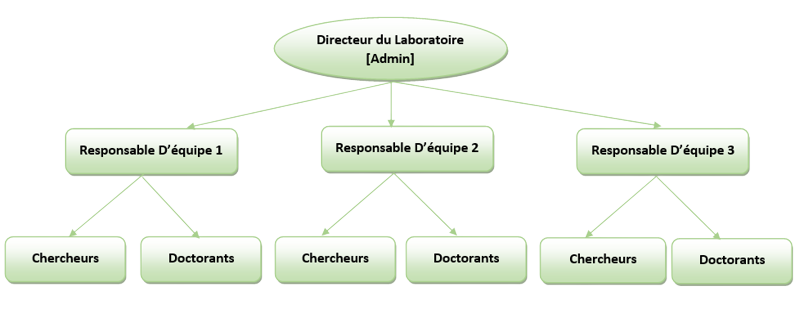 Directeur du Laboratoire
[Admin]
Responsable D’équipe 1
Responsable D’équipe 2
Responsable D’équipe 3
Chercheurs
Doctorants
Chercheurs
Doctorants
Chercheurs
Doctorants